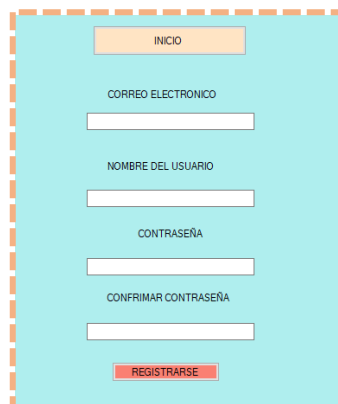 INICIO
CORREO ELECTRONICO
NOMBRE DEL USUARIO
CONTRASEÑA
CONFRIMAR CONTRASEÑA
REGISTRARSE